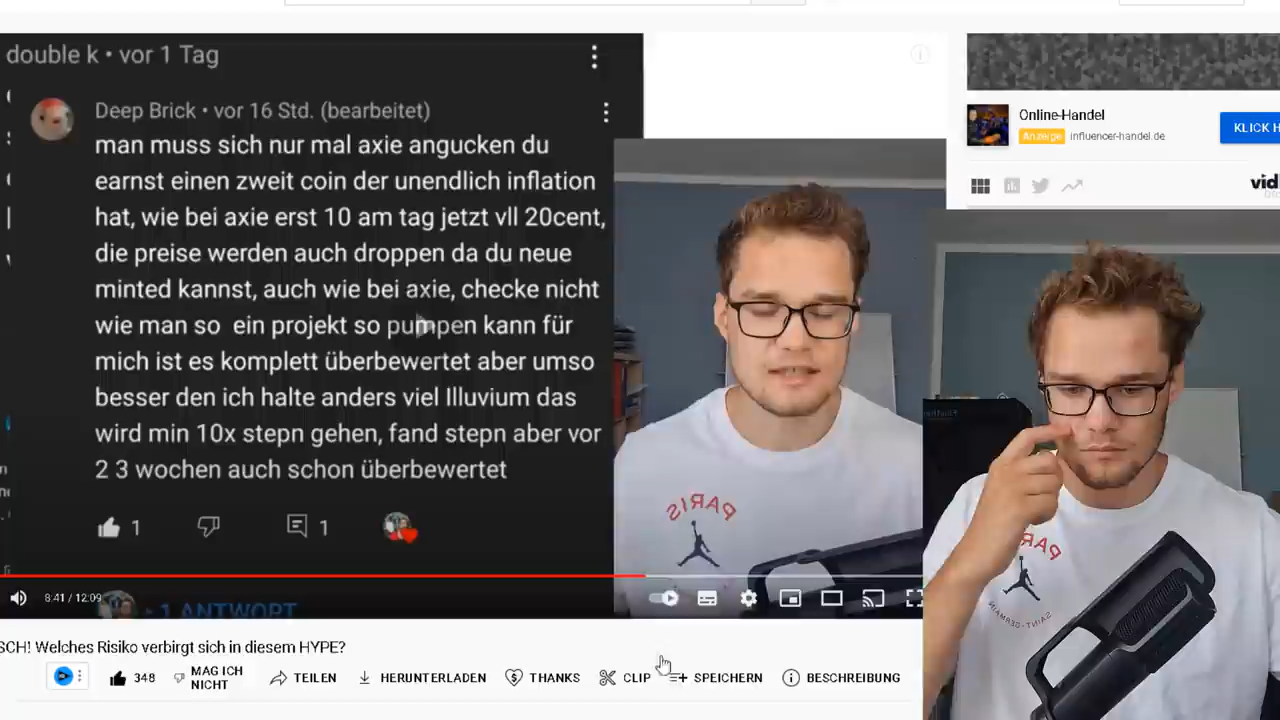 double k • vor 1 Tag
Deep Brick • vor 16 Std. (bearbeitet)
man muss sich nur mal axie angucken du
earnst einen zweit coin der unendlich inflation
hat, wie bei axie erst 10 am tag jetzt vll 20cent,
die preise werden auch droppen da du neue
minted kannst, auch wie bei axie, checke nicht
wie man so ein projekt so pumpen kann für
mich ist es komplett überbewertet aber umso
besser den ich halte anders viel Illuvium das
wird min 10x stepn gehen, fand stepn aber vor
2 3 wochen auch schon überbewertet
1
1
1 ANTWORT
8:41 / 12:09
SCH! Welches Risiko verbirgt sich in diesem HYPE?
348
MAG ICH
NICHT
TEILEN
HERUNTERLADEN
THANKS
CLIP
SPEICHERN
BESCHREIBUNG
Online-Handel
Anzeige influencer-handel.de
KLICK H
vid
PARIS
PARIS
SAINT-GERMAIN